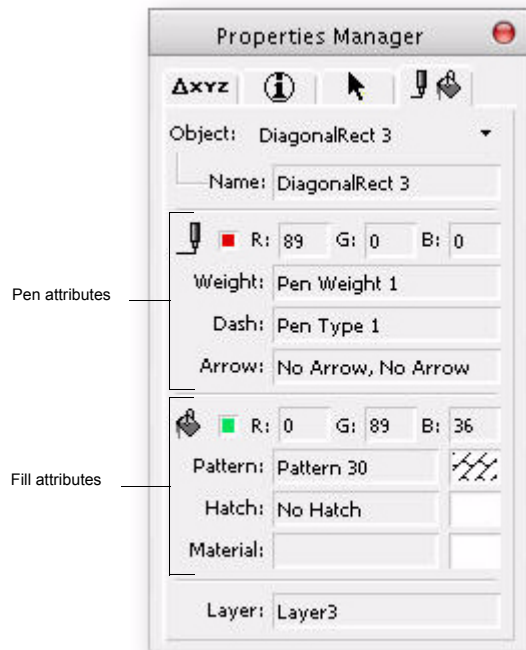 Properties Manager
Δxyz
Object: DiagonalRect 3
Name: DiagonalRect 3
Pen attributes
R: 89 G: 0 B: 0
Weight: Pen Weight 1
Dash: Pen Type 1
Arrow: No Arrow, No Arrow
Fill attributes
R: 0 G: 89 B: 36
Pattern: Pattern 30
Hatch: No Hatch
Material:
Layer: Layer3